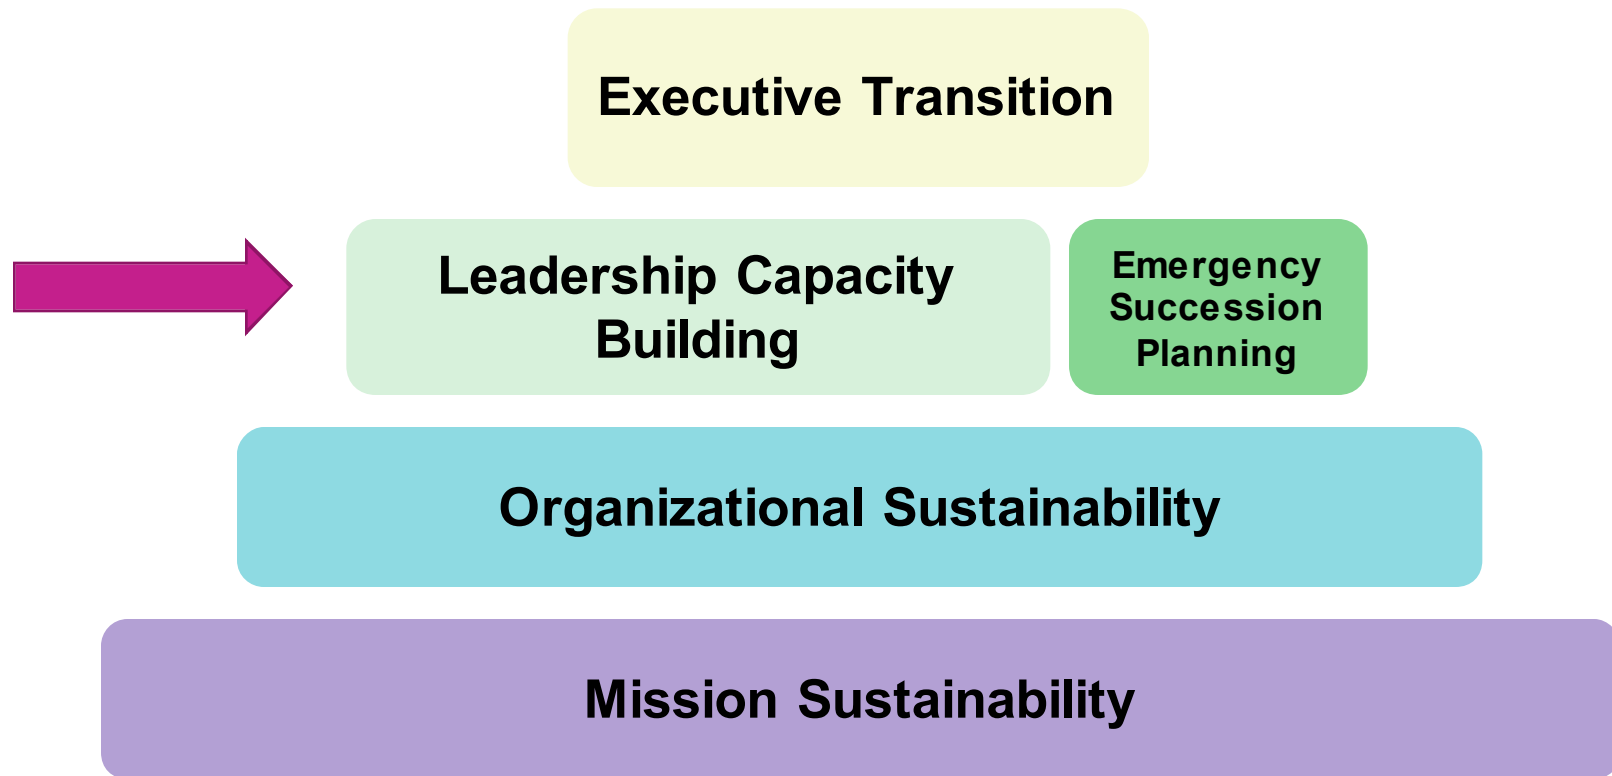 Executive Transition
Leadership Capacity
Building
Emergency
Succession
Planning
Organizational Sustainability
Mission Sustainability